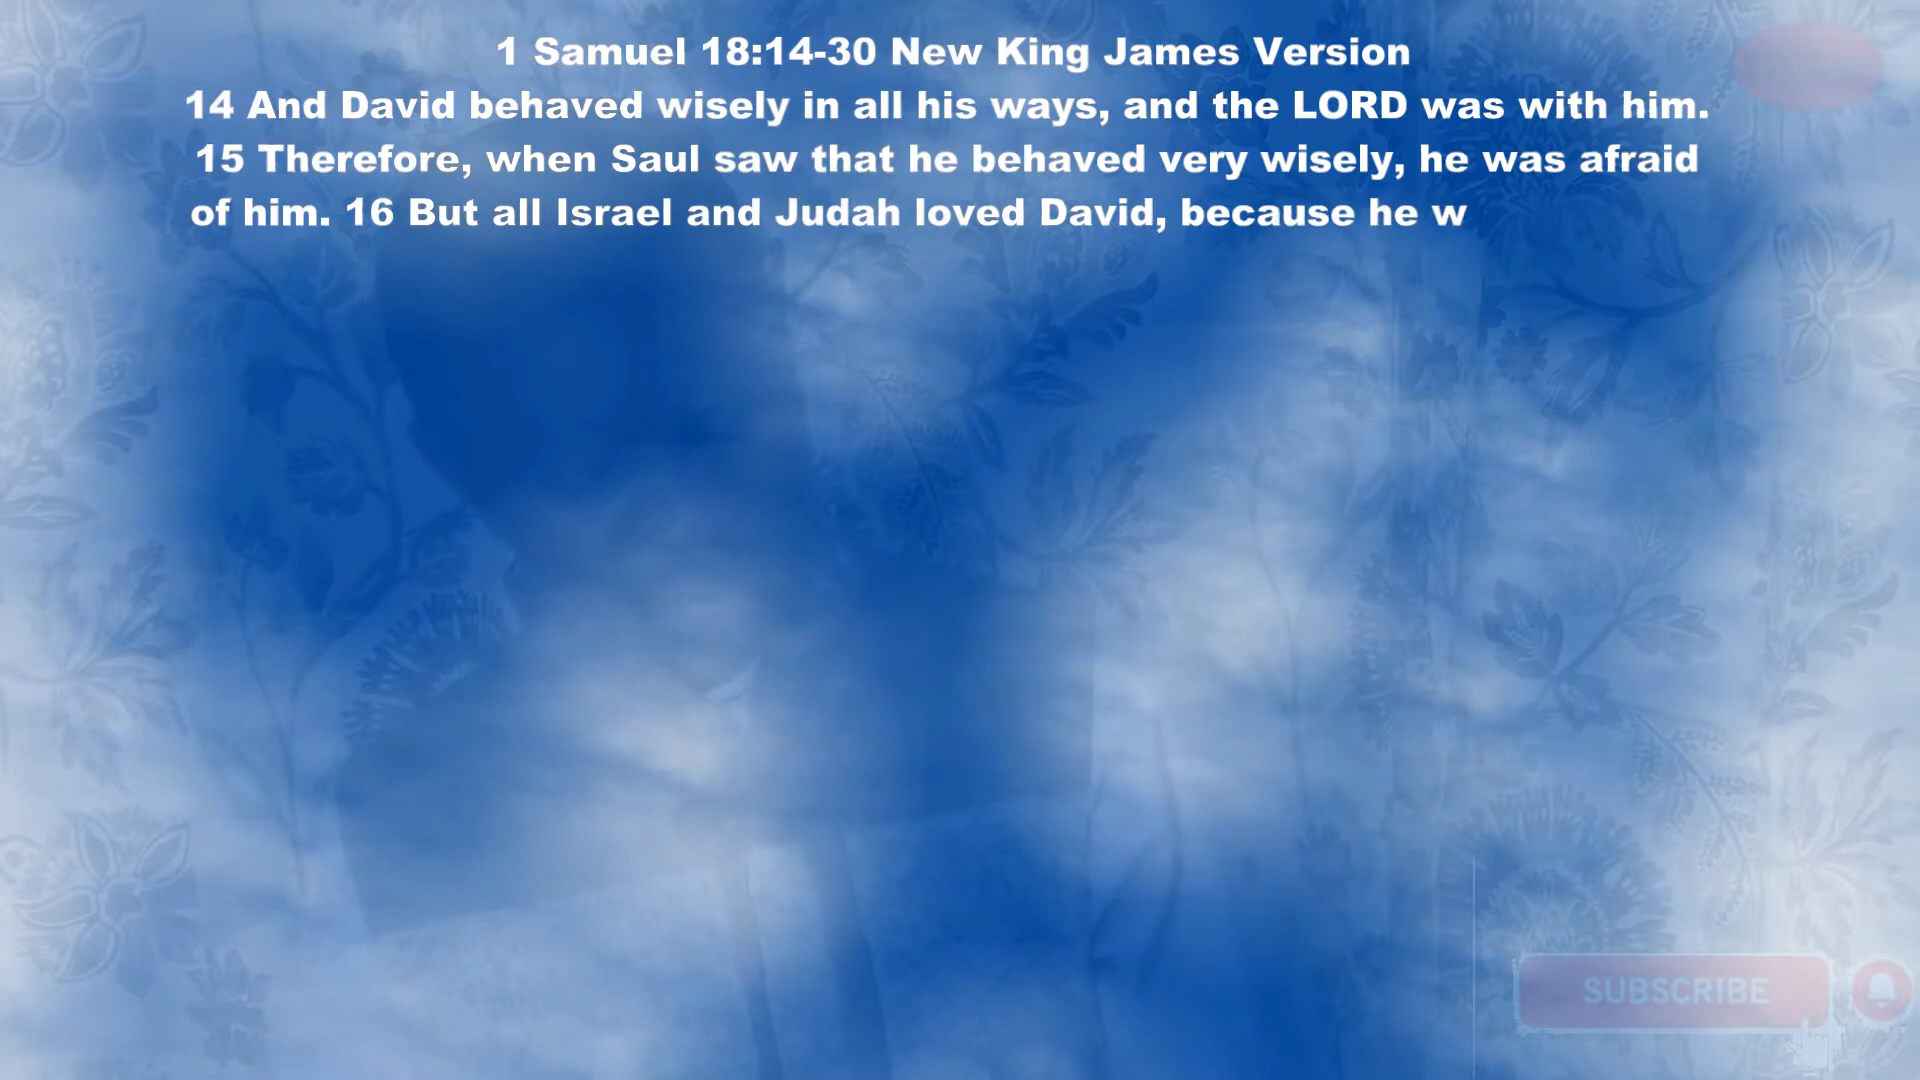 1 Samuel 18:14-30 New King James Version
14 And David behaved wisely in all his ways, and the LORD was with him.
15 Therefore, when Saul saw that he behaved very wisely, he was afraid
of him. 16 But all Israel and Judah loved David, because he w
SUBSCRIBE